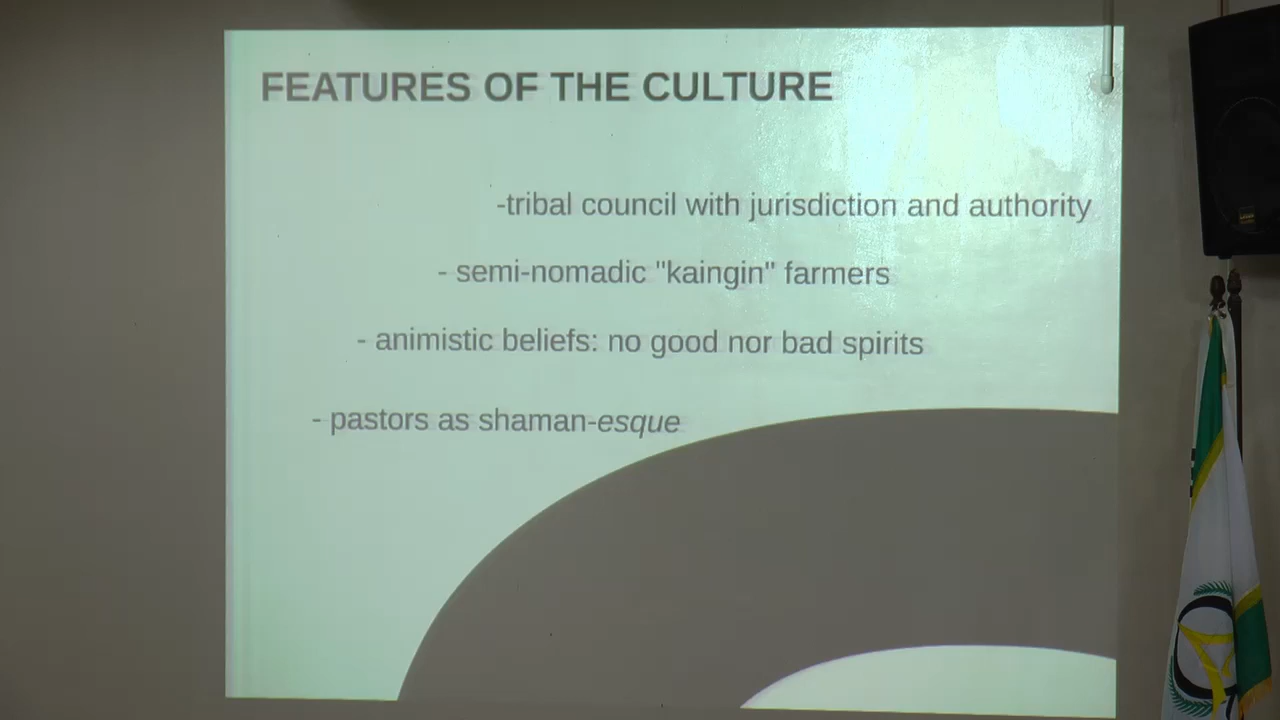 FEATURES OF THE CULTURE
-tribal council with jurisdiction and authority
- semi-nomadic "kaingin" farmers
- animistic beliefs: no good nor bad spirits
- pastors as shaman-esque